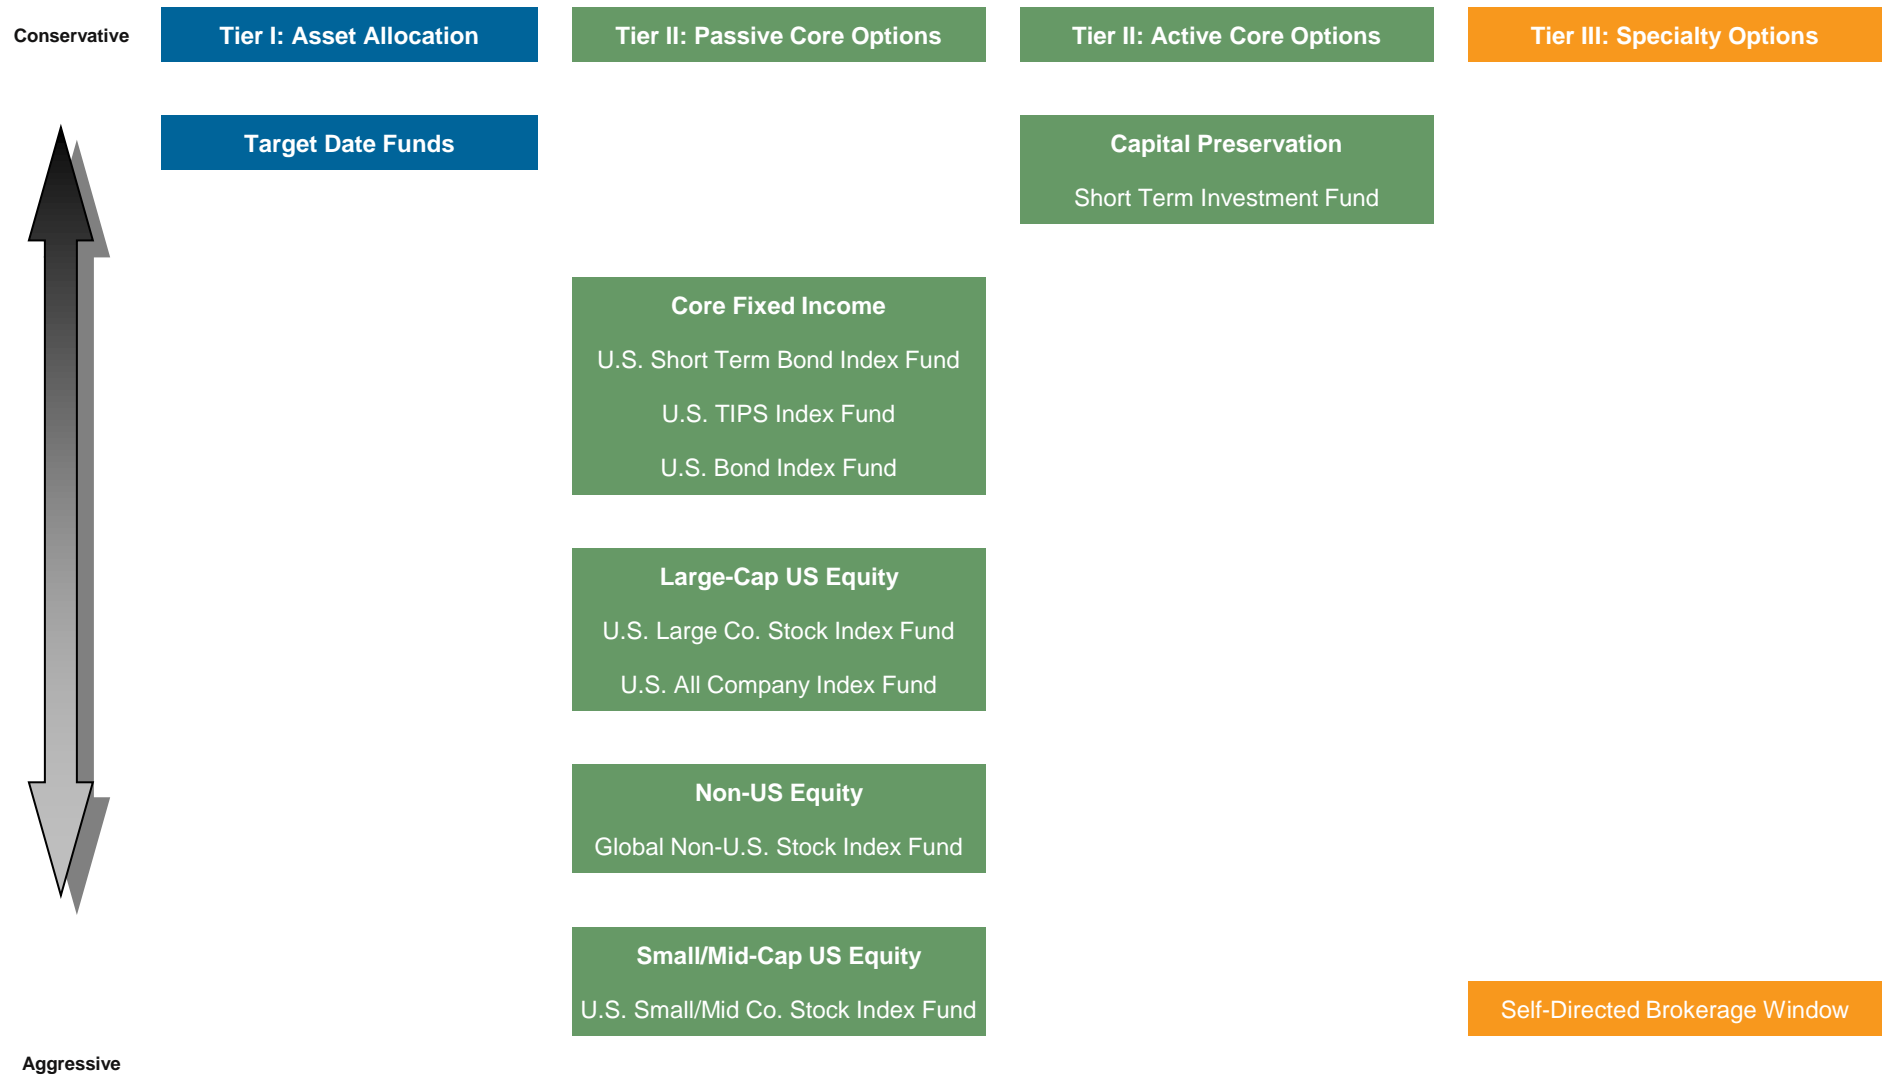 Conservative
Tier I: Asset Allocation
Tier II: Passive Core Options
Tier II: Active Core Options
Tier III: Specialty Options
Target Date Funds
Capital Preservation
Short Term Investment Fund
Core Fixed Income
U.S. Short Term Bond Index Fund
U.S. TIPS Index Fund
U.S. Bond Index Fund
Large-Cap US Equity
U.S. Large Co. Stock Index Fund
U.S. All Company Index Fund
Non-US Equity
Global Non-U.S. Stock Index Fund
Small/Mid-Cap US Equity
U.S. Small/Mid Co. Stock Index Fund
Self-Directed Brokerage Window
Aggressive